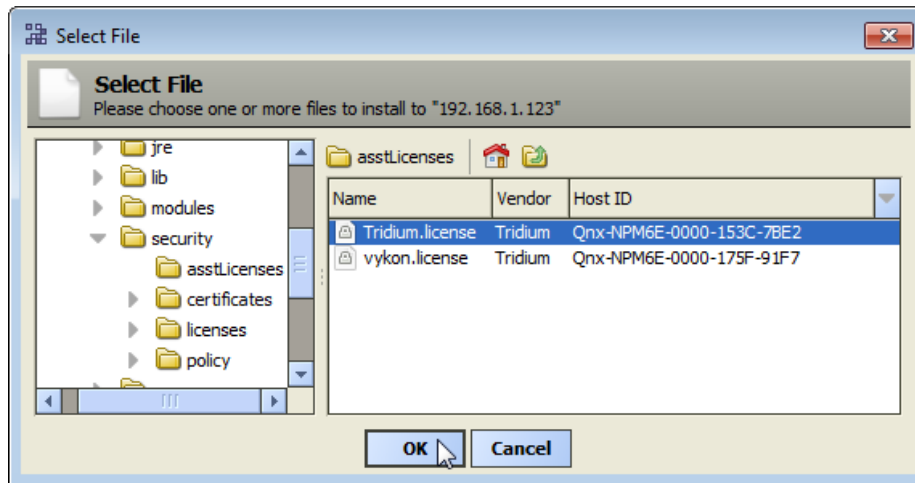 Select File
Select File
Please choose one or more files to install to "192.168.1.123"
jre
lib
modules
security
asstLicenses
certificates
licenses
policy
asstLicenses
Name Vendor Host ID
Tridium.license Tridium Qnx-NPM6E-0000-153C-7BE2
vykon.license Tridium Qnx-NPM6E-0000-175F-91F7
OK Cancel